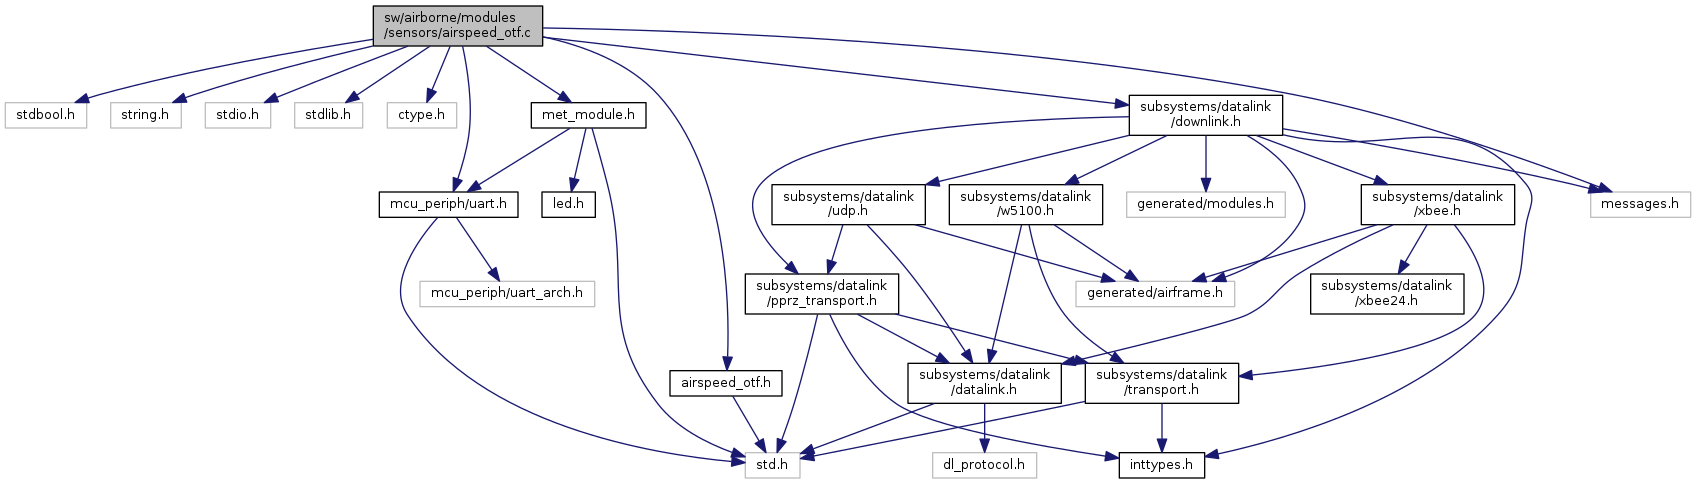 sw/airborne/modules
/sensors/airspeed_otf.c
stdbool.h
string.h
stdio.h
stdlib.h
ctype.h
met_module.h
subsystems/datalink
/downlink.h
mcu_periph/uart.h
led.h
subsystems/datalink
/udp.h
subsystems/datalink
/w5100.h
generated/modules.h
subsystems/datalink
/xbee.h
messages.h
mcu_periph/uart_arch.h
subsystems/datalink
/pprz_transport.h
generated/airframe.h
subsystems/datalink
/xbee24.h
airspeed_otf.h
subsystems/datalink
/datalink.h
subsystems/datalink
/transport.h
std.h
dl_protocol.h
inttypes.h